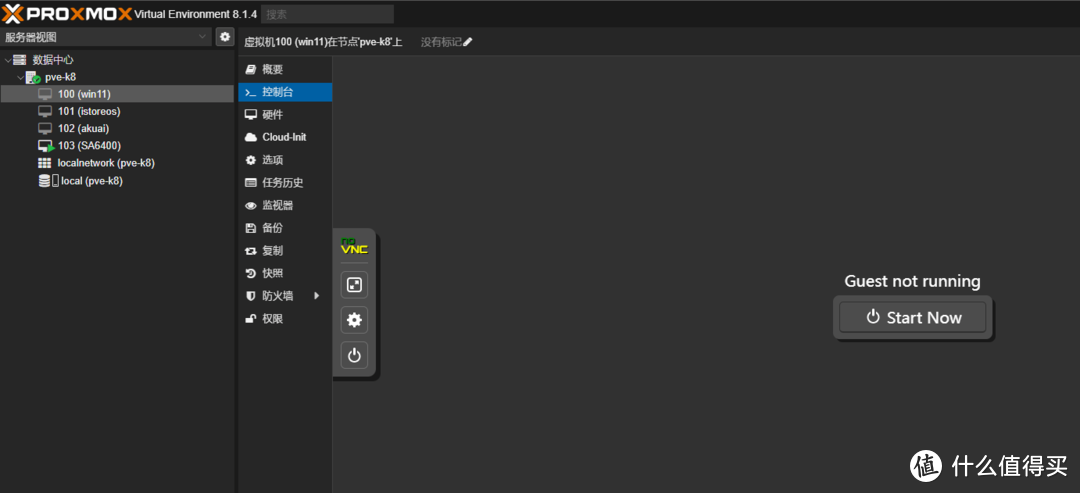 PROXMOX Virtual Environment 8.1.4 搜索
服务器视图
虚拟机100 (win11)在节点'pve-k8'上 没有标记
数据中心
pve-k8
100 (win11)
101 (istoreos)
102 (akuai)
103 (SA6400)
localnetwork (pve-k8)
local (pve-k8)
概要
控制台
硬件
Cloud-Init
选项
任务历史
监视器
备份
复制
快照
防火墙
权限
no
VNC
Guest not running
Start Now
值 什么值得买